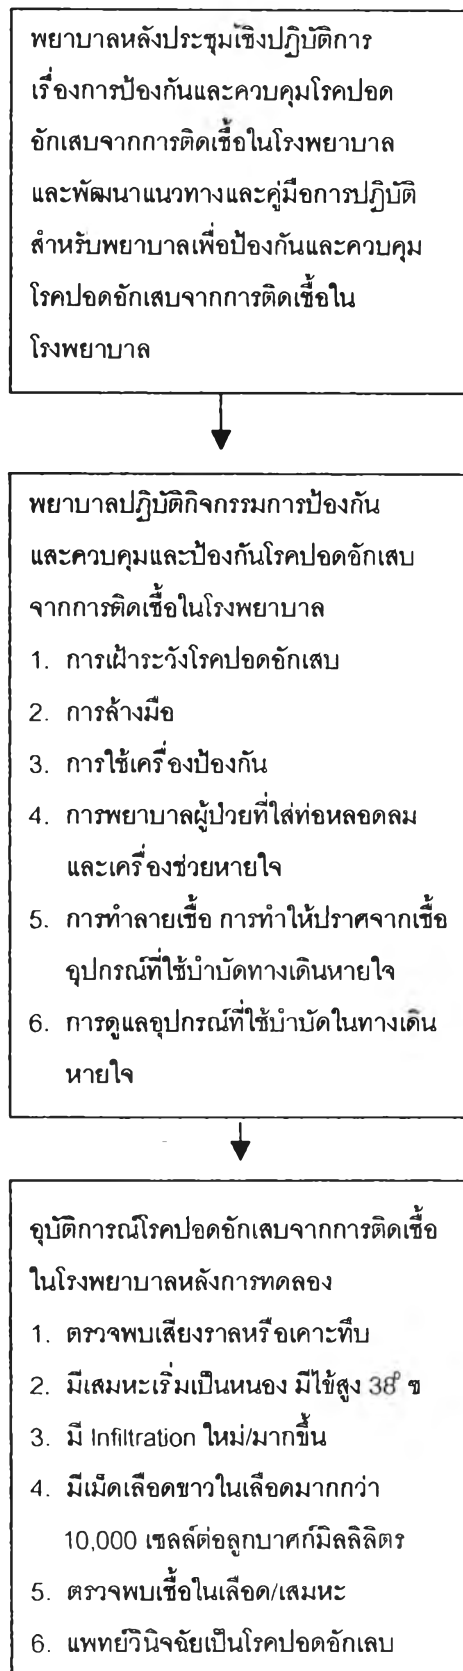 พยาบาลหลังประชุมเชิงปฏิบัติการ
เรื่องการป้องกันและควบคุมโรคปอด
อักเสบจากการติดเชื้อในโรงพยาบาล
และพัฒนาแนวทางและคู่มือการปฏิบัติ
สำหรับพยาบาลเพื่อป้องกันและควบคุม
โรคปอดอักเสบจากการติดเชื้อใน
โรงพยาบาล
พยาบาลปฏิบัติกิจกรรมการป้องกัน
และควบคุมและป้องกันโรคปอดอักเสบ
จากการติดเชื้อในโรงพยาบาล
1. การเฝ้าระวังโรคปอดอักเสบ
2. การล้างมือ
3. การใช้เครื่องป้องกัน
4. การพยาบาลผู้ป่วยที่ใส่ท่อหลอดลม
และเครื่องช่วยหายใจ
5. การทำลายเชื้อ การทำให้ปราศจากเชื้อ
อุปกรณ์ที่ใช้บำบัดทางเดินหายใจ
6. การดูแลอุปกรณ์ที่ใช้บำบัดในทางเดิน
หายใจ
อุบัติการณ์โรคปอดอักเสบจากการติดเชื้อ
ในโรงพยาบาลหลังการทดลอง
1. ตรวจพบเสียงราลหรือเคาะทึบ
2. มีเสมหะเริ่มเป็นหนอง มีไข้สูง 38° ซ
3. มี Infiltration ใหม่/มากขึ้น
4. มีเม็ดเลือดขาวในเลือดมากกว่า
10,000 เซลล์ต่อลูกบาศก์มิลลิลิตร
5. ตรวจพบเชื้อในเลือด/เสมหะ
6. แพทย์วินิจฉัยเป็นโรคปอดอักเลบ